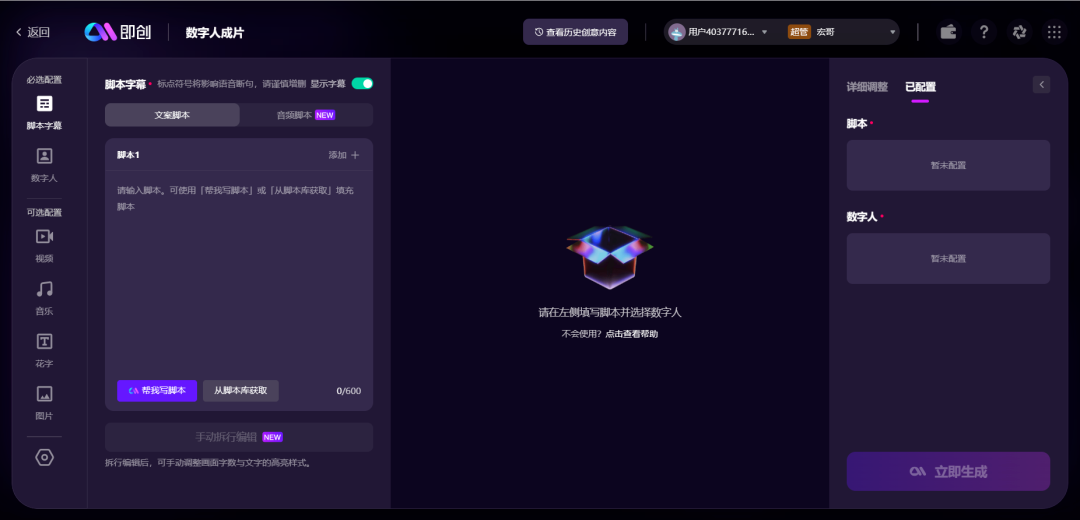 返回
即创
数字人成片
查看历史创意内容
用户40377716...
超管 宏哥
必选配置
脚本字幕
数字人
可选配置
视频
音乐
花字
图片
脚本字幕 • 标点符号将影响语音断句,请谨慎增删 显示字幕
文案脚本
音频脚本 NEW
脚本1
添加 +
请输入脚本。可使用「帮我写脚本」或「从脚本库获取」填充
脚本
帮我写脚本
从脚本库获取
0/600
手动拆行编辑 NEW
拆行编辑后,可手动调整画面字数与文字的高亮样式。
请在左侧填写脚本并选择数字人
不会使用?点击查看帮助
详细调整
已配置
脚本 •
暂未配置
数字人 •
暂未配置
立即生成